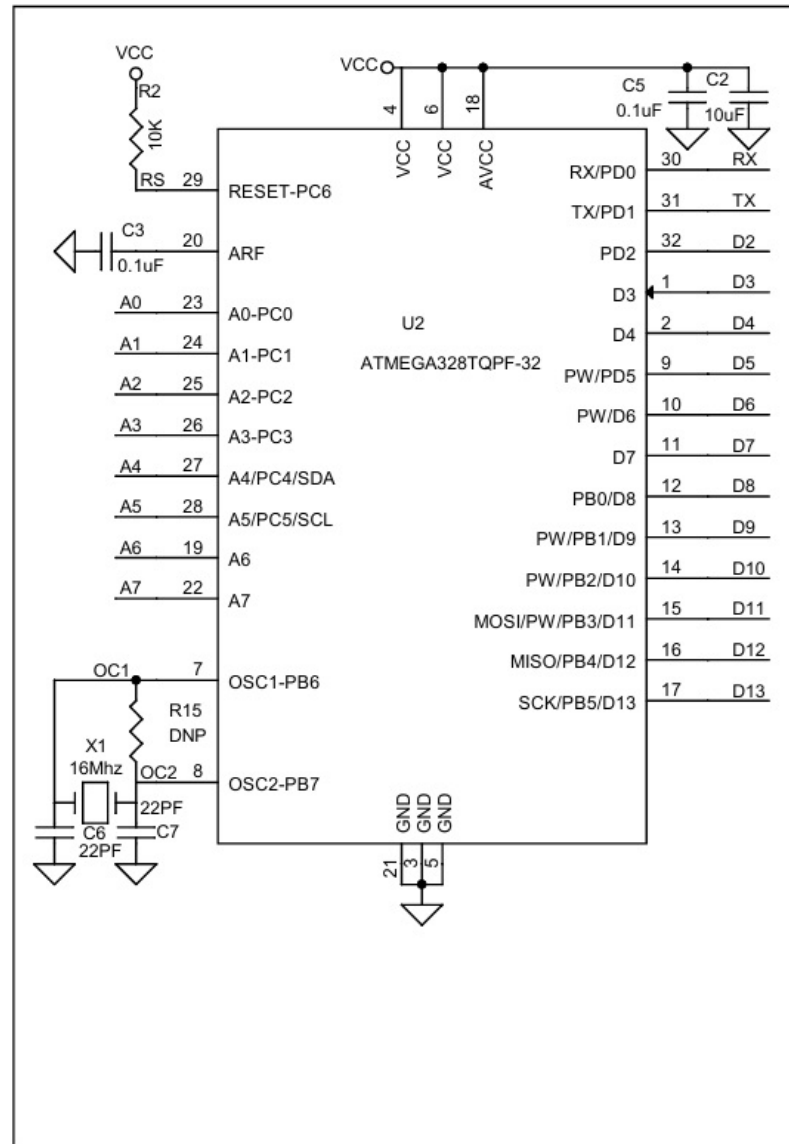 VCC
R2
10K
RS
29
RESET-PC6
C3
0.1uF
20
ARF
A0 23 A0-PC0
A1 24 A1-PC1
A2 25 A2-PC2
A3 26 A3-PC3
A4 27 A4/PC4/SDA
A5 28 A5/PC5/SCL
A6 19 A6
A7 22 A7
OC1 7 OSC1-PB6
R15
DNP
X1
16Mhz
OC2 8 OSC2-PB7
22PF
C6 C7
22PF
VCC
4 6 18
VCC VCC AVCC
C5 C2
0.1uF 10uF
U2
ATMEGA328TQPF-32
RX/PD0 30 RX
TX/PD1 31 TX
PD2 32 D2
D3 1 D3
D4 2 D4
PW/PD5 9 D5
PW/D6 10 D6
D7 11 D7
PB0/D8 12 D8
PW/PB1/D9 13 D9
PW/PB2/D10 14 D10
MOSI/PW/PB3/D11 15 D11
MISO/PB4/D12 16 D12
SCK/PB5/D13 17 D13
GND GND GND
21 3 5